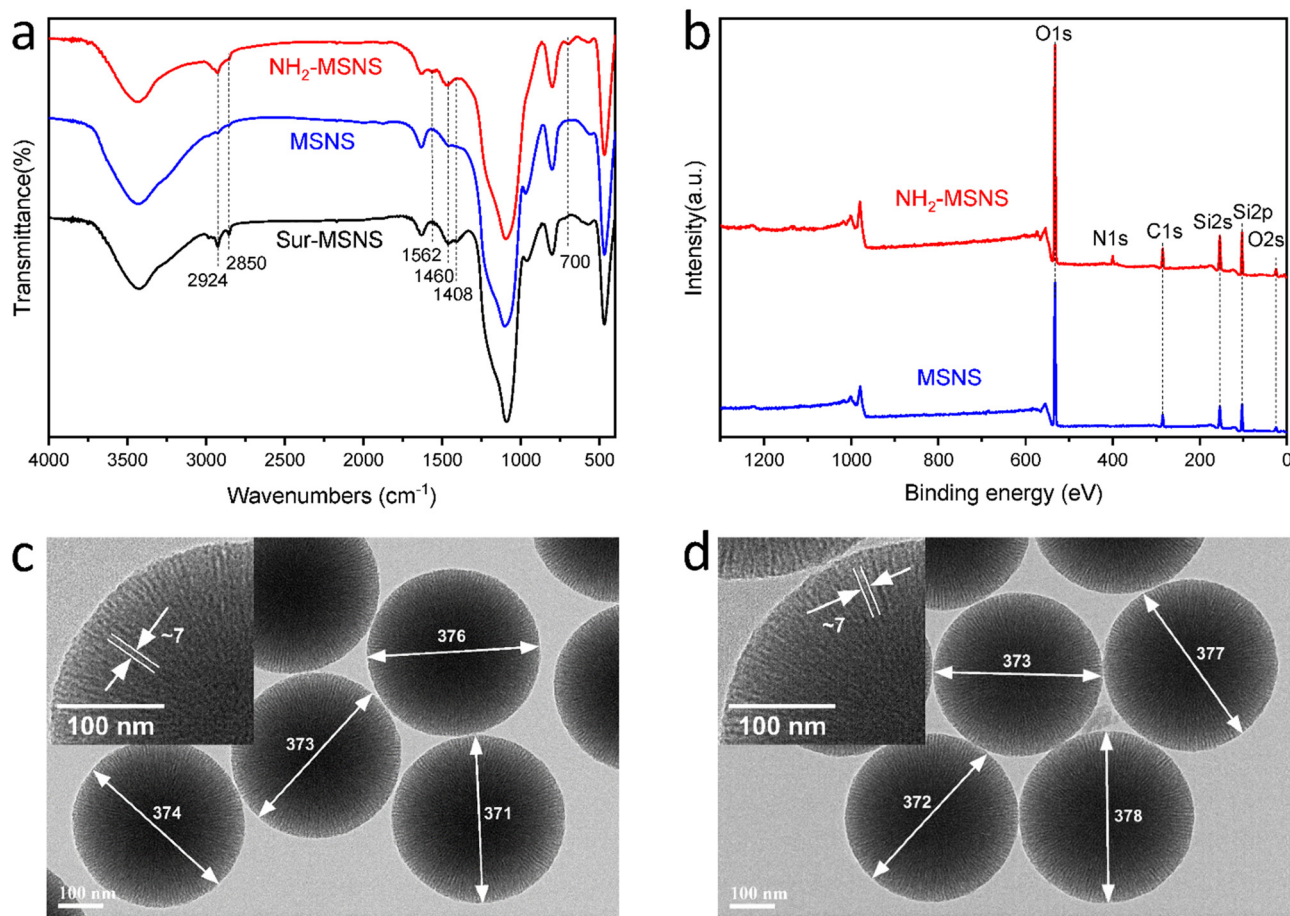 a
Transmittance(%)
NH₂-MSNS
MSNS
Sur-MSNS
2924
2850
1562
1460
1408
700
4000 3500 3000 2500 2000 1500 1000 500
Wavenumbers (cm⁻¹)
b
Intensity(a.u.)
O1s
NH₂-MSNS
N1s
C1s
Si2s
Si2p
O2s
MSNS
1200 1000 800 600 400 200 0
Binding energy (eV)
c
~7
100 nm
376
373
374
371
100 nm
d
~7
100 nm
373
377
372
378
100 nm